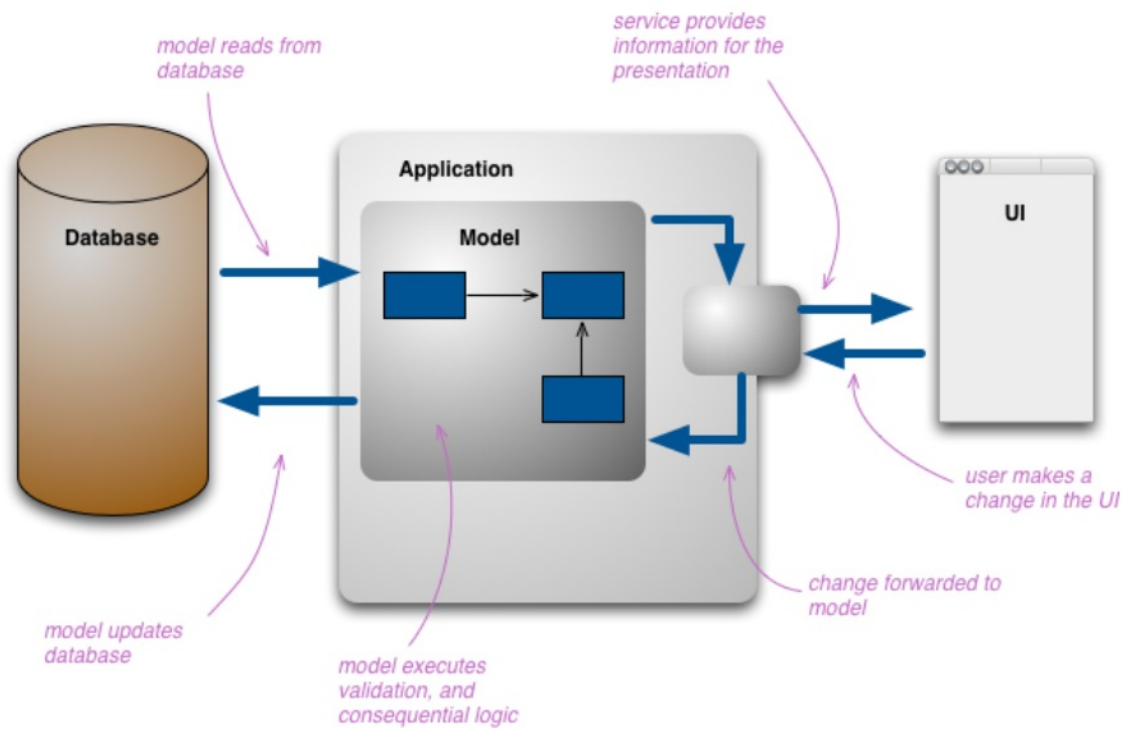 model reads from
database
service provides
information for the
presentation
Application
Database
Model
UI
user makes a
change in the UI
change forwarded to
model
model updates
database
model executes
validation, and
consequential logic